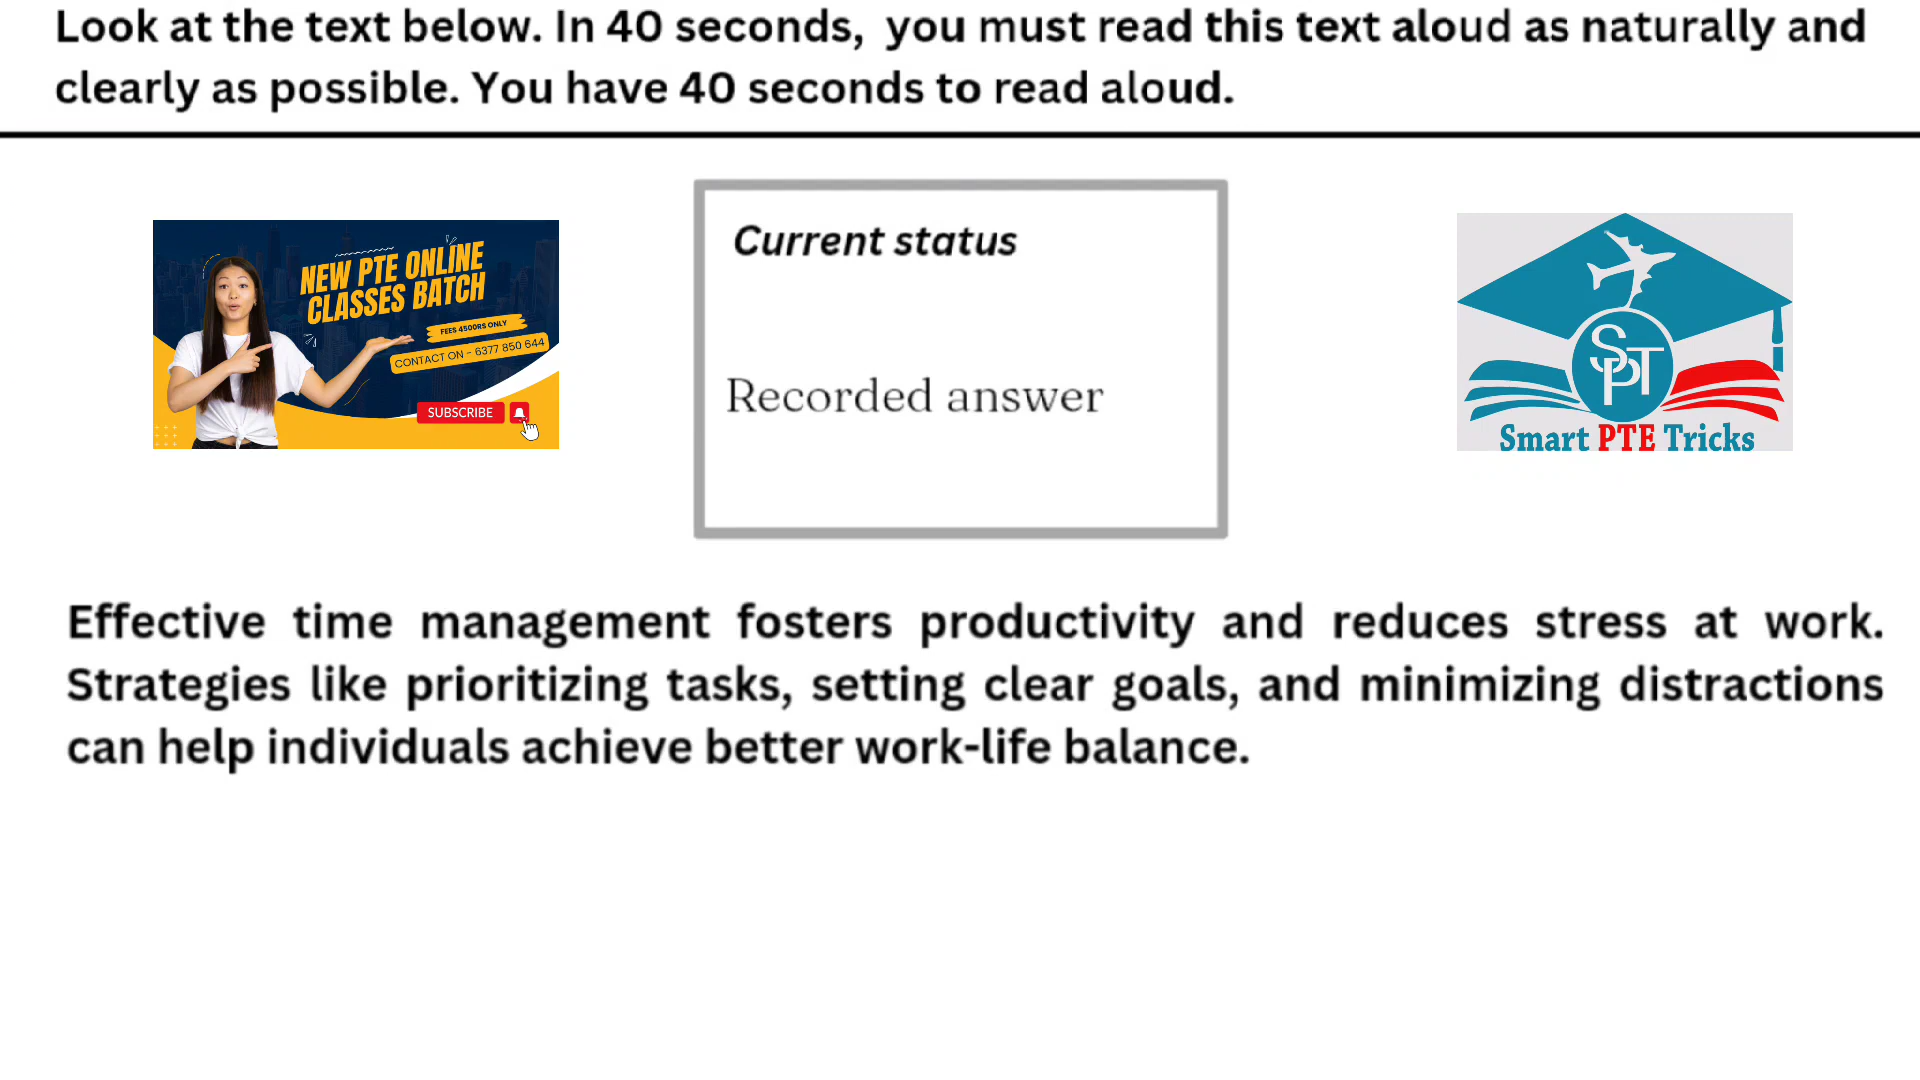 Look at the text below. In 40 seconds, you must read this text aloud as naturally and
clearly as possible. You have 40 seconds to read aloud.
NEW PTE ONLINE
CLASSES BATCH
FEES 4500RS ONLY
CONTACT ON - 6377 850 644
SUBSCRIBE
Current status
Recorded answer
SPT
Smart PTE Tricks
Effective time management fosters productivity and reduces stress at work.
Strategies like prioritizing tasks, setting clear goals, and minimizing distractions
can help individuals achieve better work-life balance.